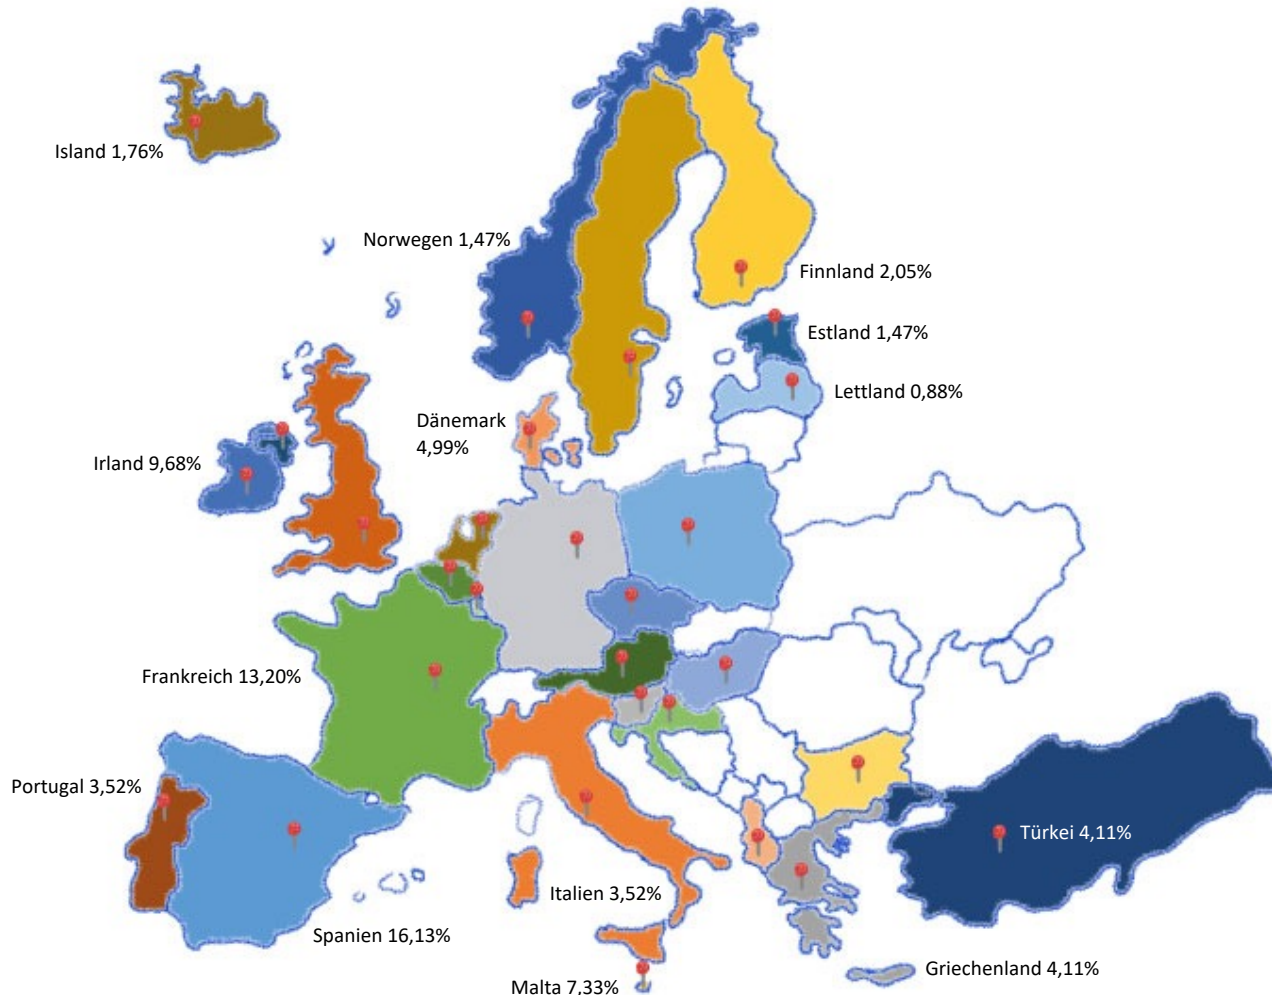 Island 1,76%
Norwegen 1,47%
Finnland 2,05%
Estland 1,47%
Lettland 0,88%
Dänemark
4,99%
Irland 9,68%
Frankreich 13,20%
Portugal 3,52%
Türkei 4,11%
Italien 3,52%
Spanien 16,13%
Griechenland 4,11%
Malta 7,33%